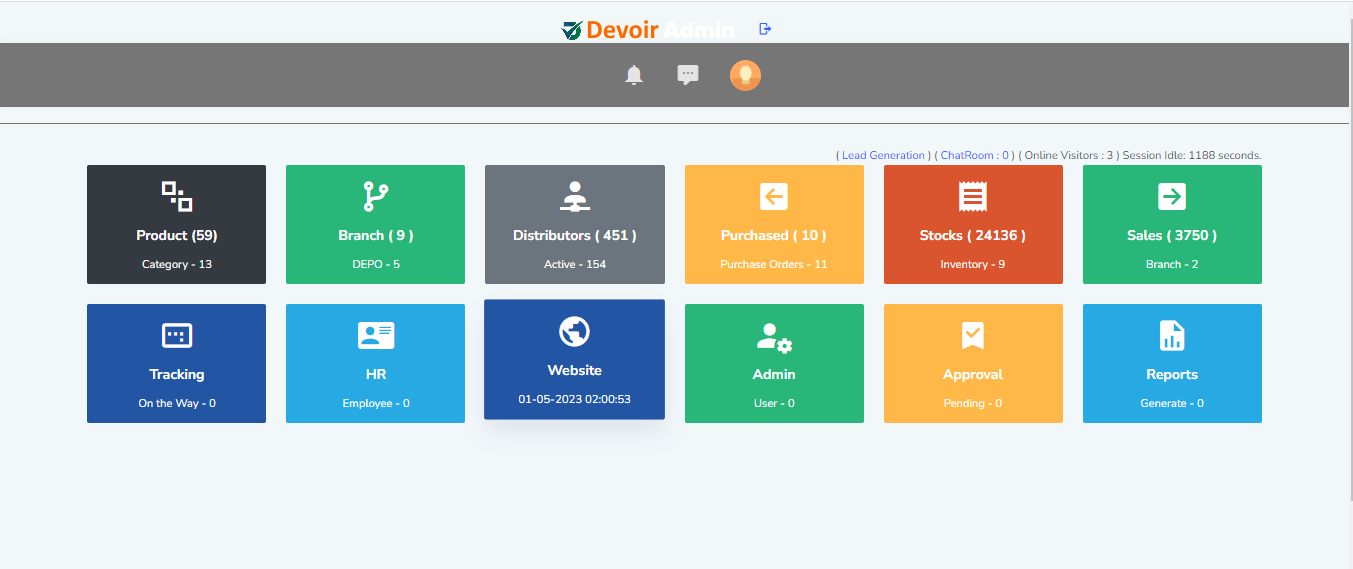 Devoir Admin
( Lead Generation ) ( ChatRoom : 0 ) ( Online Visitors : 3 ) Session Idle: 1188 seconds.
Product (59)
Category - 13
Branch ( 9 )
DEPO - 5
Distributors ( 451 )
Active - 154
Purchased ( 10 )
Purchase Orders - 11
Stocks ( 24136 )
Inventory - 9
Sales ( 3750 )
Branch - 2
Tracking
On the Way - 0
HR
Employee - 0
Website
01-05-2023 02:00:53
Admin
User - 0
Approval
Pending - 0
Reports
Generate - 0